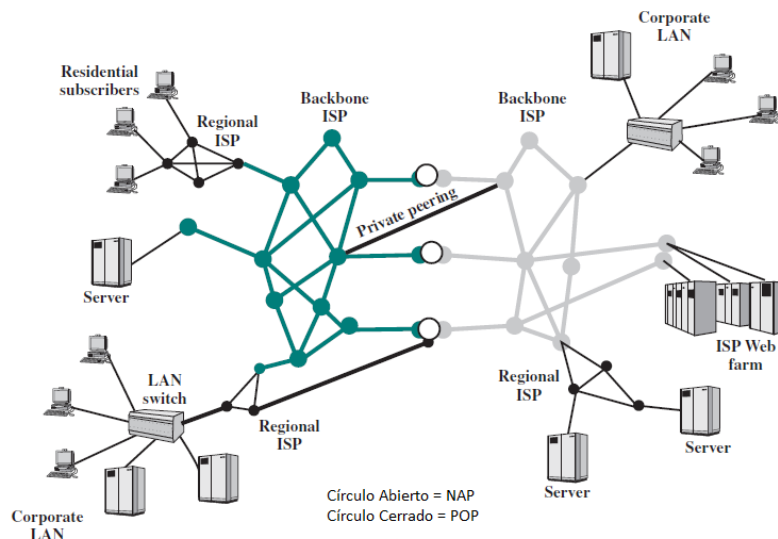 Corporate
LAN
Residential
subscribers
Regional
ISP
Backbone
ISP
Backbone
ISP
Private peering
Server
ISP Web
farm
LAN
switch
Regional
ISP
Regional
ISP
Server
Server
Corporate
LAN
Círculo Abierto = NAP
Círculo Cerrado = POP